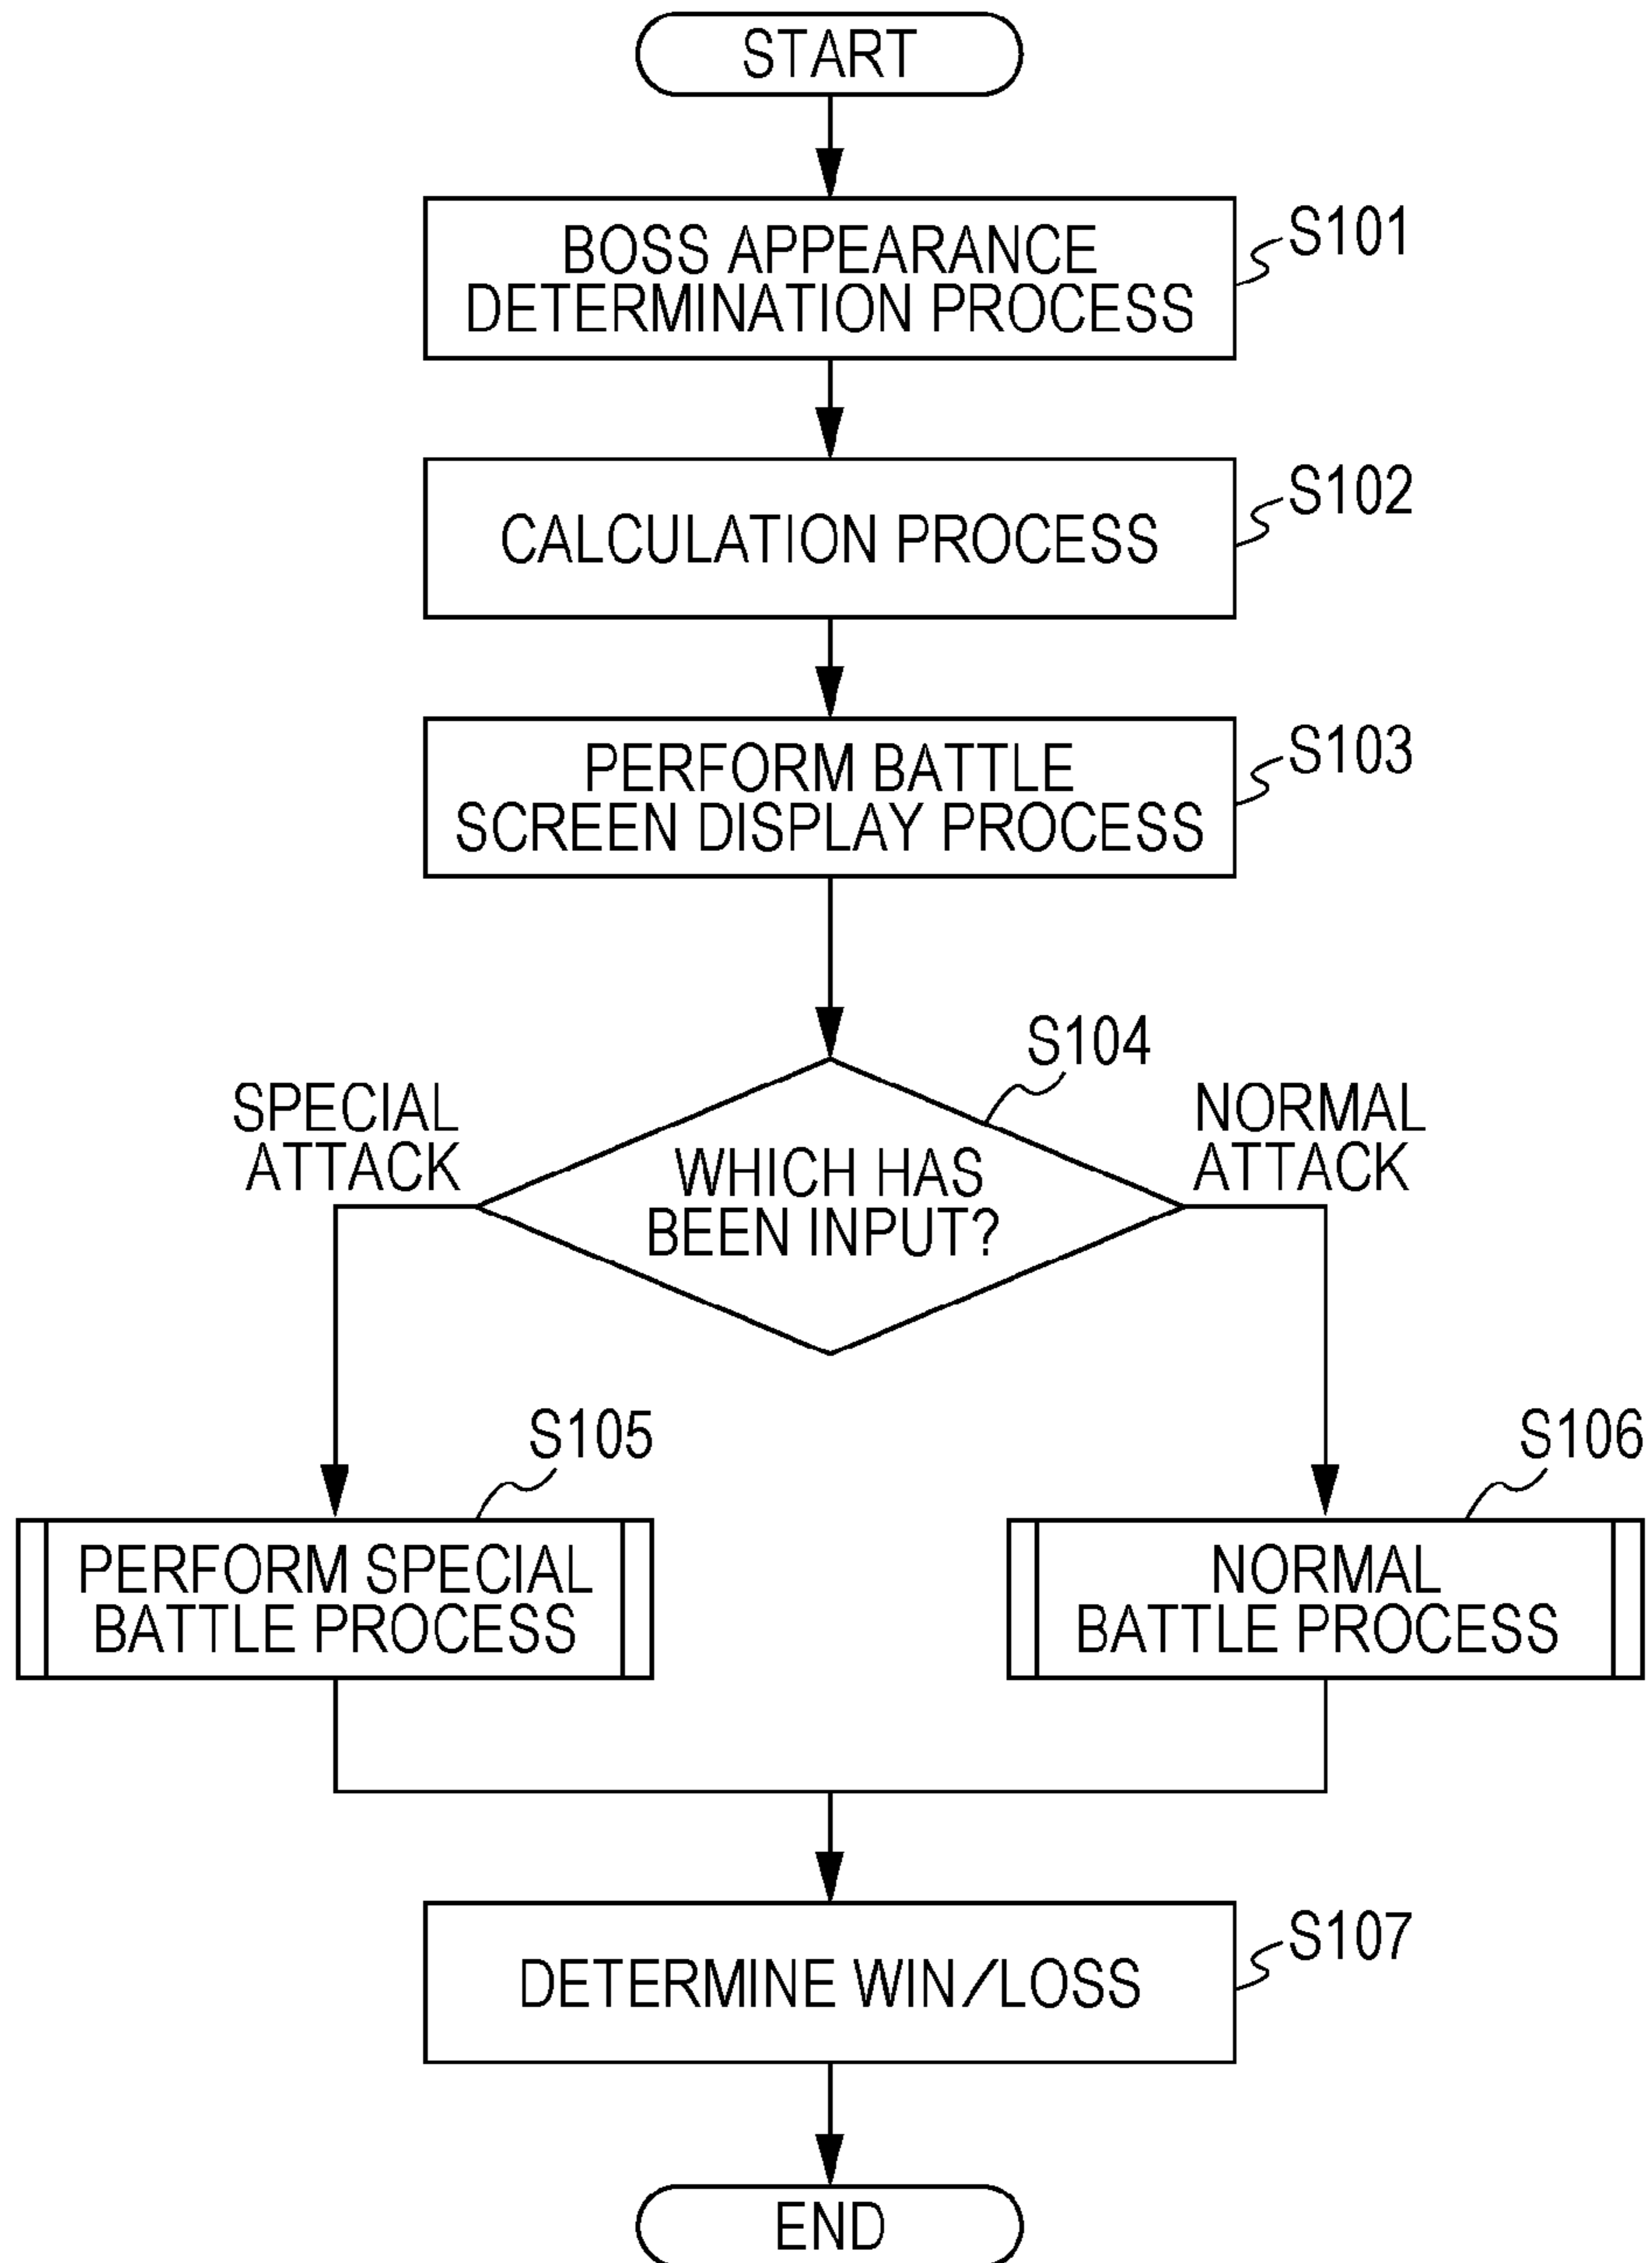 START
BOSS APPEARANCE
DETERMINATION PROCESS
S101
CALCULATION PROCESS
S102
PERFORM BATTLE
SCREEN DISPLAY PROCESS
S103
S104
SPECIAL
ATTACK
WHICH HAS
BEEN INPUT?
NORMAL
ATTACK
S105
PERFORM SPECIAL
BATTLE PROCESS
S106
NORMAL
BATTLE PROCESS
S107
DETERMINE WIN/LOSS
END